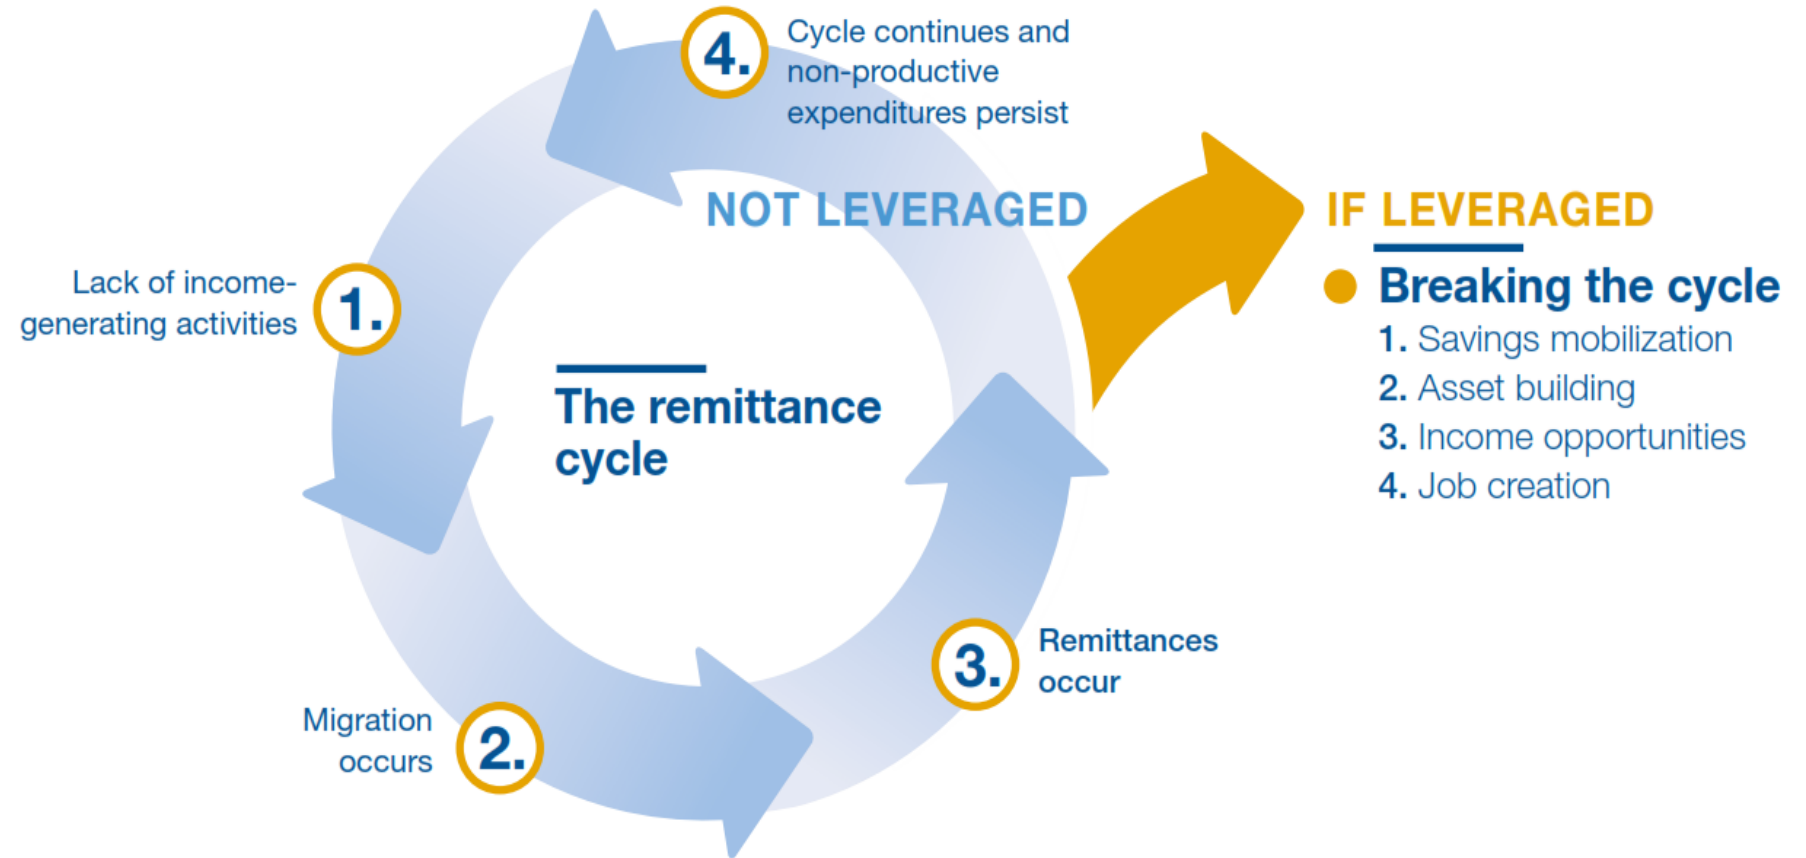 4.
Cycle continues and
non-productive
expenditures persist
NOT LEVERAGED
IF LEVERAGED
Breaking the cycle
1. Savings mobilization
2. Asset building
3. Income opportunities
4. Job creation
Lack of income-
generating activities
1.
The remittance
cycle
Migration
occurs
2.
3.
Remittances
occur